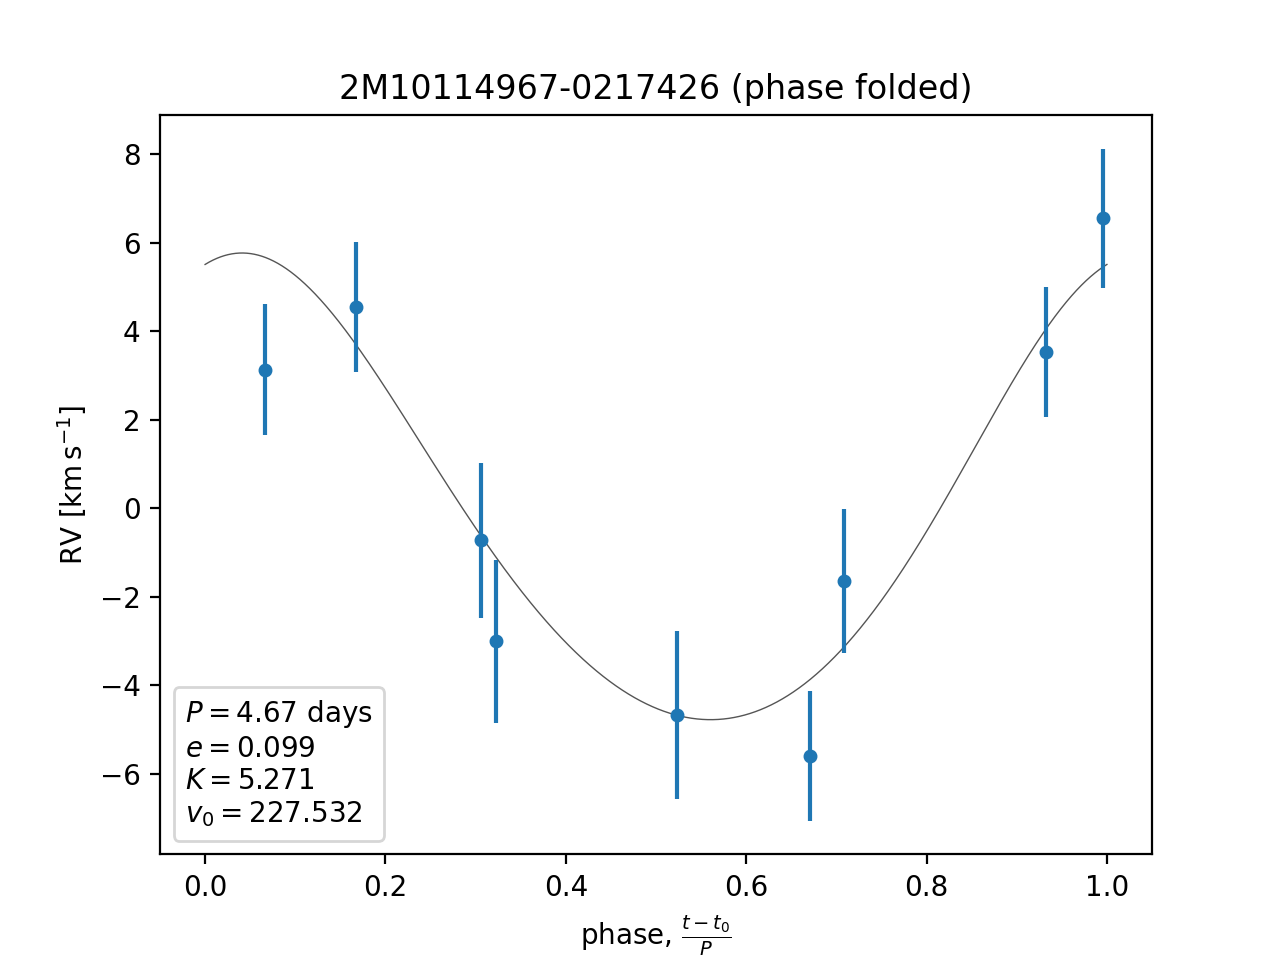 2M10114967-0217426 (phase folded)
RV [km s⁻¹]
8
6
4
2
0
−2
−4
−6
P = 4.67 days
e = 0.099
K = 5.271
v₀ = 227.532
0.0 0.2 0.4 0.6 0.8 1.0
phase, (t − t₀)/P